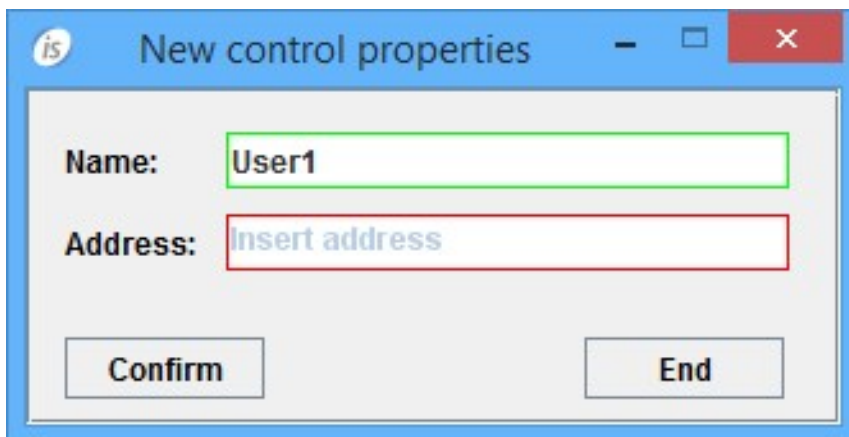 is New control properties
Name: User1
Address: Insert address
Confirm End